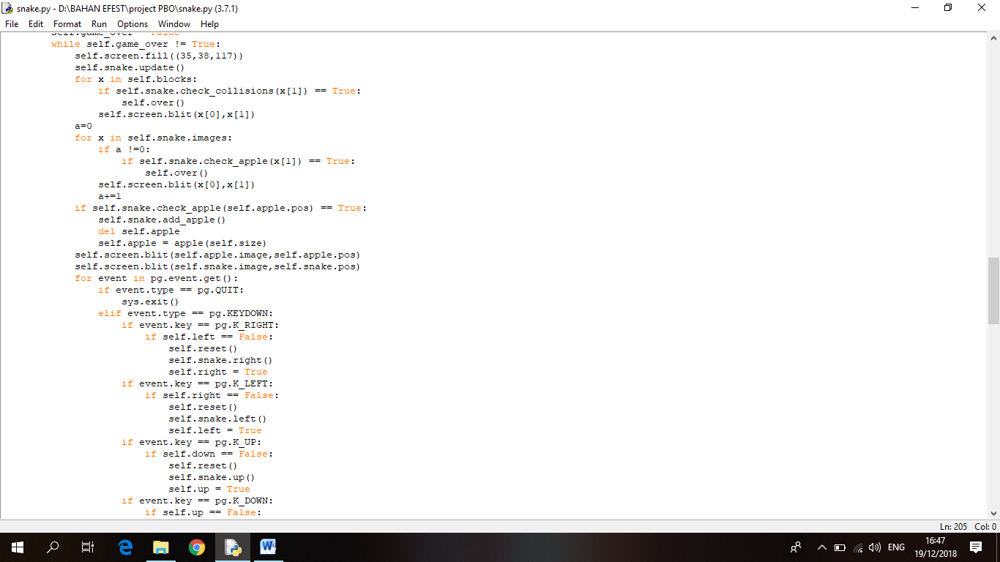 snake.py - D:\BAHAN EFEST\project PBO\snake.py (3.7.1)
File Edit Format Run Options Window Help
self.game_over = False
while self.game_over != True:
    self.screen.fill((35,38,117))
    self.snake.update()
    for x in self.blocks:
        if self.snake.check_collisions(x[1]) == True:
            self.over()
        self.screen.blit(x[0],x[1])
    a=0
    for x in self.snake.images:
        if a !=0:
            if self.snake.check_apple(x[1]) == True:
                self.over()
        self.screen.blit(x[0],x[1])
        a+=1
    if self.snake.check_apple(self.apple.pos) == True:
        self.snake.add_apple()
        del self.apple
        self.apple = apple(self.size)
    self.screen.blit(self.apple.image,self.apple.pos)
    self.screen.blit(self.snake.image,self.snake.pos)
    for event in pg.event.get():
        if event.type == pg.QUIT:
            sys.exit()
        elif event.type == pg.KEYDOWN:
            if event.key == pg.K_RIGHT:
                if self.left == False:
                    self.reset()
                    self.snake.right()
                    self.right = True
            if event.key == pg.K_LEFT:
                if self.right == False:
                    self.reset()
                    self.snake.left()
                    self.left = True
            if event.key == pg.K_UP:
                if self.down == False:
                    self.reset()
                    self.snake.up()
                    self.up = True
            if event.key == pg.K_DOWN:
                if self.up == False:
Ln: 205 Col: 0
ENG
16:47
19/12/2018